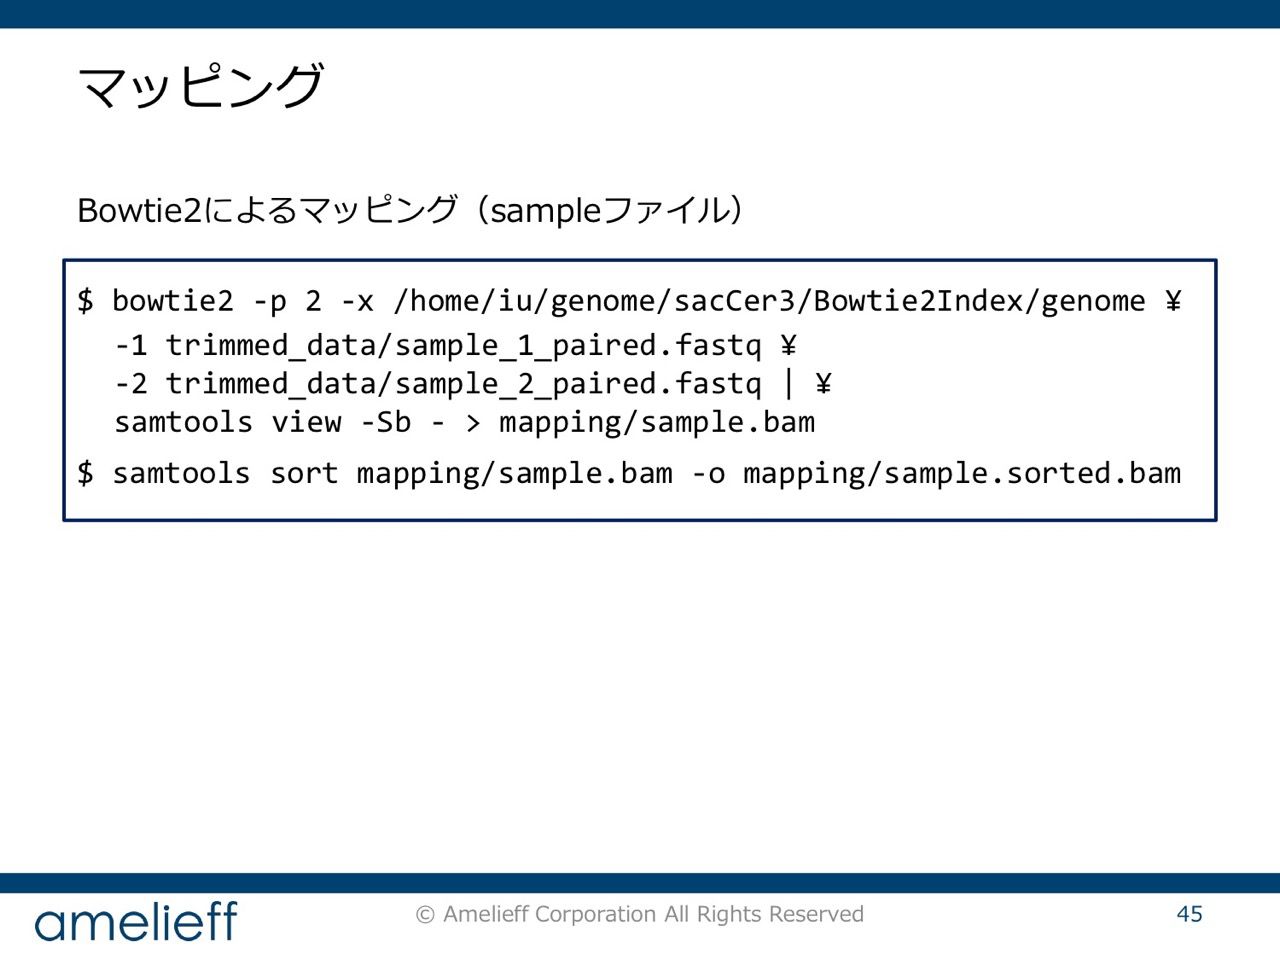 マッピング
Bowtie2によるマッピング（sampleファイル）
$ bowtie2 -p 2 -x /home/iu/genome/sacCer3/Bowtie2Index/genome ¥
-1 trimmed_data/sample_1_paired.fastq ¥
-2 trimmed_data/sample_2_paired.fastq | ¥
samtools view -Sb - > mapping/sample.bam
$ samtools sort mapping/sample.bam -o mapping/sample.sorted.bam
amelieff
© Amelieff Corporation All Rights Reserved
45